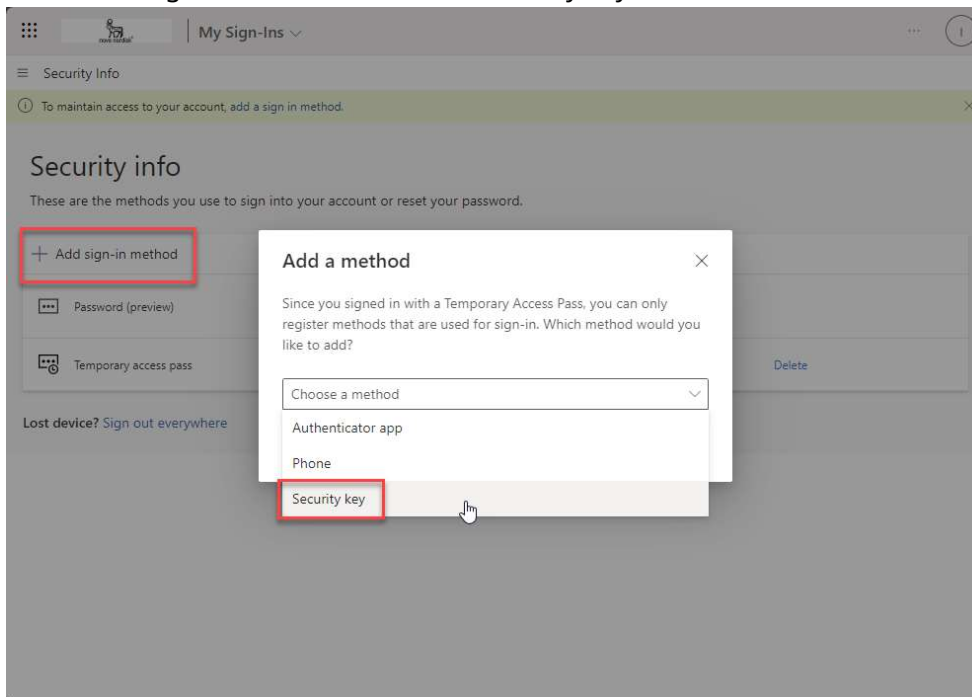 My Sign-Ins
Security Info
To maintain access to your account, add a sign in method.
Security info
These are the methods you use to sign into your account or reset your password.
Add sign-in method
Password (preview)
Temporary access pass
Delete
Lost device? Sign out everywhere
Add a method
Since you signed in with a Temporary Access Pass, you can only
register methods that are used for sign-in. Which method would you
like to add?
Choose a method
Authenticator app
Phone
Security key